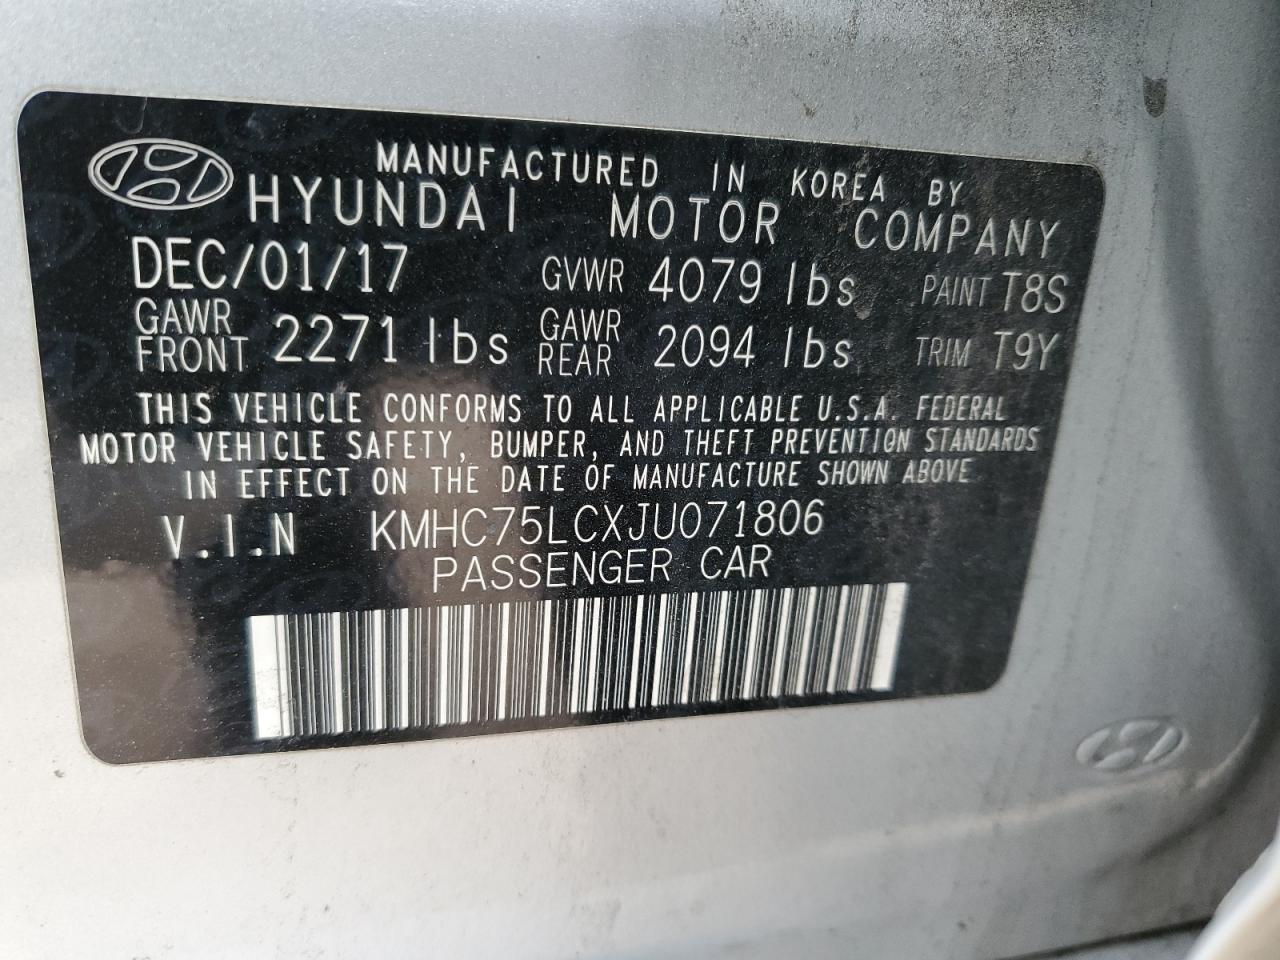 MANUFACTURED IN KOREA BY
HYUNDAI MOTOR COMPANY
DEC/01/17 GVWR 4079 lbs PAINT T8S
GAWR FRONT 2271 lbs GAWR REAR 2094 lbs TRIM T9Y
THIS VEHICLE CONFORMS TO ALL APPLICABLE U.S.A. FEDERAL
MOTOR VEHICLE SAFETY, BUMPER, AND THEFT PREVENTION STANDARDS
IN EFFECT ON THE DATE OF MANUFACTURE SHOWN ABOVE
V.I.N KMHC75LCXJU071806
PASSENGER CAR